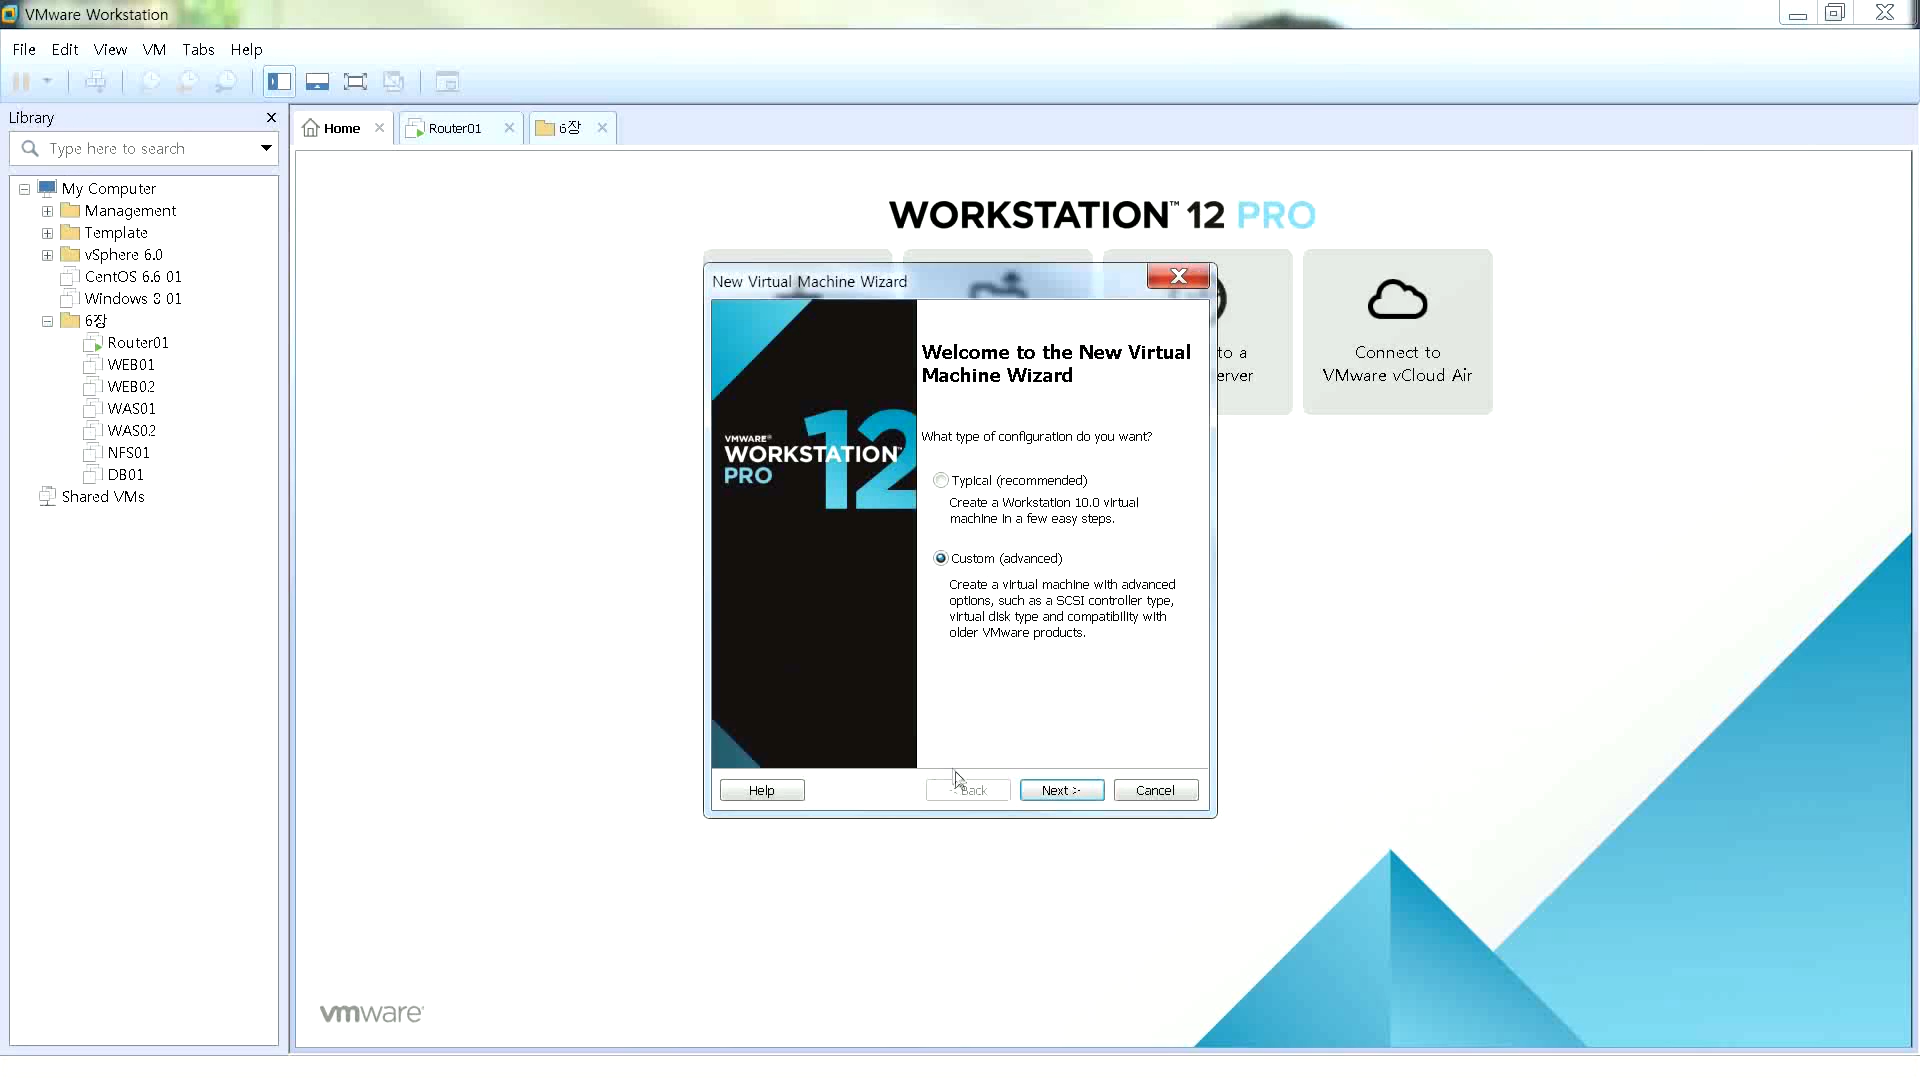 VMware Workstation
File Edit View VM Tabs Help
Library
Type here to search
My Computer
Management
Template
vSphere 6.0
CentOS 6.6 01
Windows 8 01
6장
Router01
WEB01
WEB02
WAS01
WAS02
NFS01
DB01
Shared VMs
Home
Router01
6장
WORKSTATION™ 12 PRO
to a
erver
Connect to
VMware vCloud Air
New Virtual Machine Wizard
VMWARE®
WORKSTATION™
PRO
12
Welcome to the New Virtual
Machine Wizard
What type of configuration do you want?
Typical (recommended)
Create a Workstation 10.0 virtual
machine in a few easy steps.
Custom (advanced)
Create a virtual machine with advanced
options, such as a SCSI controller type,
virtual disk type and compatibility with
older VMware products.
Help
< Back
Next >
Cancel
vmware